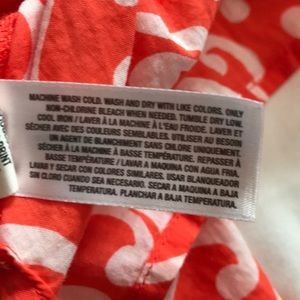 MACHINE WASH COLD. WASH AND DRY WITH LIKE COLORS. ONLY
NON-CHLORINE BLEACH WHEN NEEDED. TUMBLE DRY LOW.
COOL IRON / LAVER À LA MACHINE À L'EAU FROIDE. LAVER ET
SÉCHER AVEC DES COULEURS SEMBLABLES. UTILISER AU BESOIN
UN AGENT DE BLANCHIMENT SANS CHLORE UNIQUEMENT.
SÉCHER À LA MACHINE À BASSE TEMPÉRATURE. REPASSER À
BASSE TEMPÉRATURE / LAVAR A MAQUINA CON AGUA FRIA.
LAVAR Y SECAR CON COLORES SIMILARES. USAR BLANQUEADOR
SIN CLORO CUANDO SEA NECESARIO. SECAR A MAQUINA A BAJA
TEMPERATURA. PLANCHAR A BAJA TEMPERATURA.